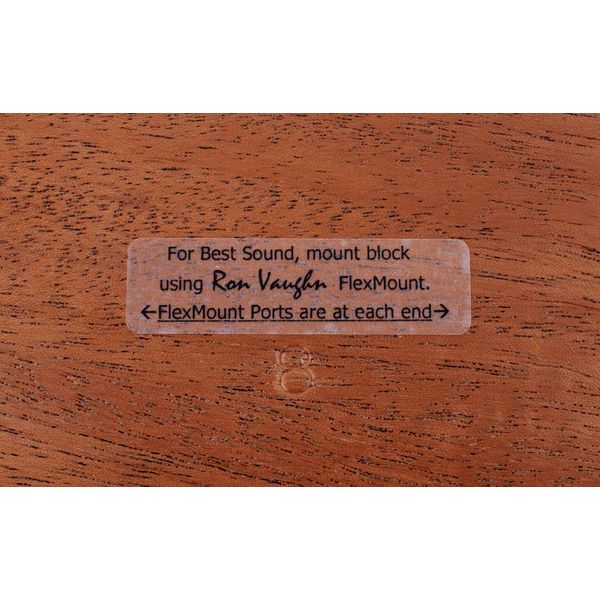 For Best Sound, mount block
using Ron Vaughn FlexMount.
←FlexMount Ports are at each end→